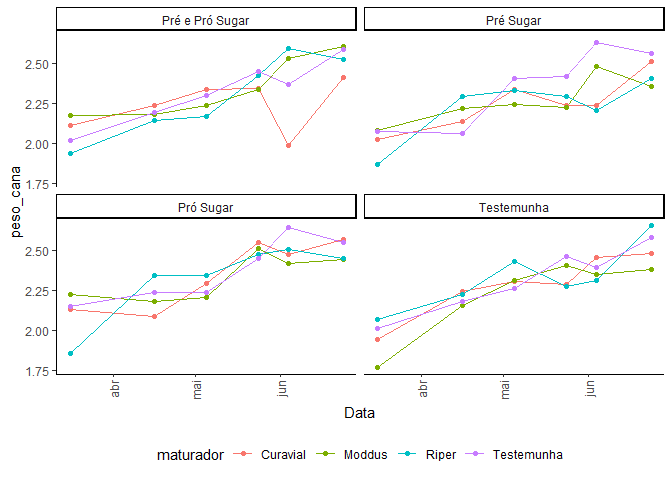 Pré e Pró Sugar
Pré Sugar
2.50
2.25
2.00
1.75
Pró Sugar
Testemunha
2.50
2.25
2.00
1.75
peso_cana
abr
mai
jun
abr
mai
jun
Data
maturador Curavial Moddus Riper Testemunha